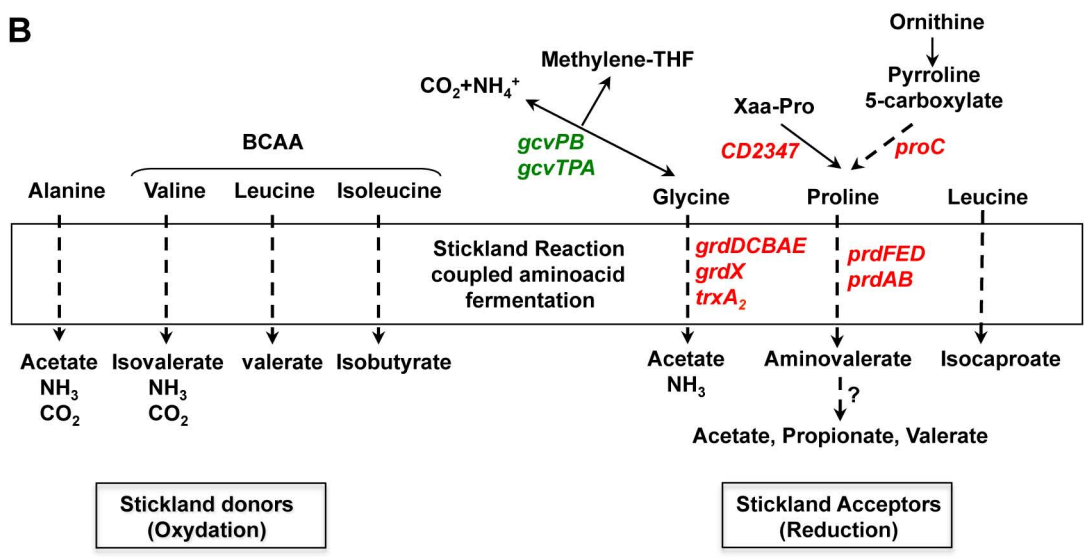 B
Ornithine
Pyrroline
5-carboxylate
Methylene-THF
CO2+NH4+
Xaa-Pro
gcvPB
gcvTPA
CD2347
proC
BCAA
Alanine Valine Leucine Isoleucine Glycine Proline Leucine
Stickland Reaction
coupled aminoacid
fermentation
grdDCBAE
grdX
trxA2
prdFED
prdAB
Acetate Isovalerate valerate Isobutyrate Acetate Aminovalerate Isocaproate
NH3 NH3 NH3
CO2 CO2
?
Acetate, Propionate, Valerate
Stickland donors
(Oxydation)
Stickland Acceptors
(Reduction)